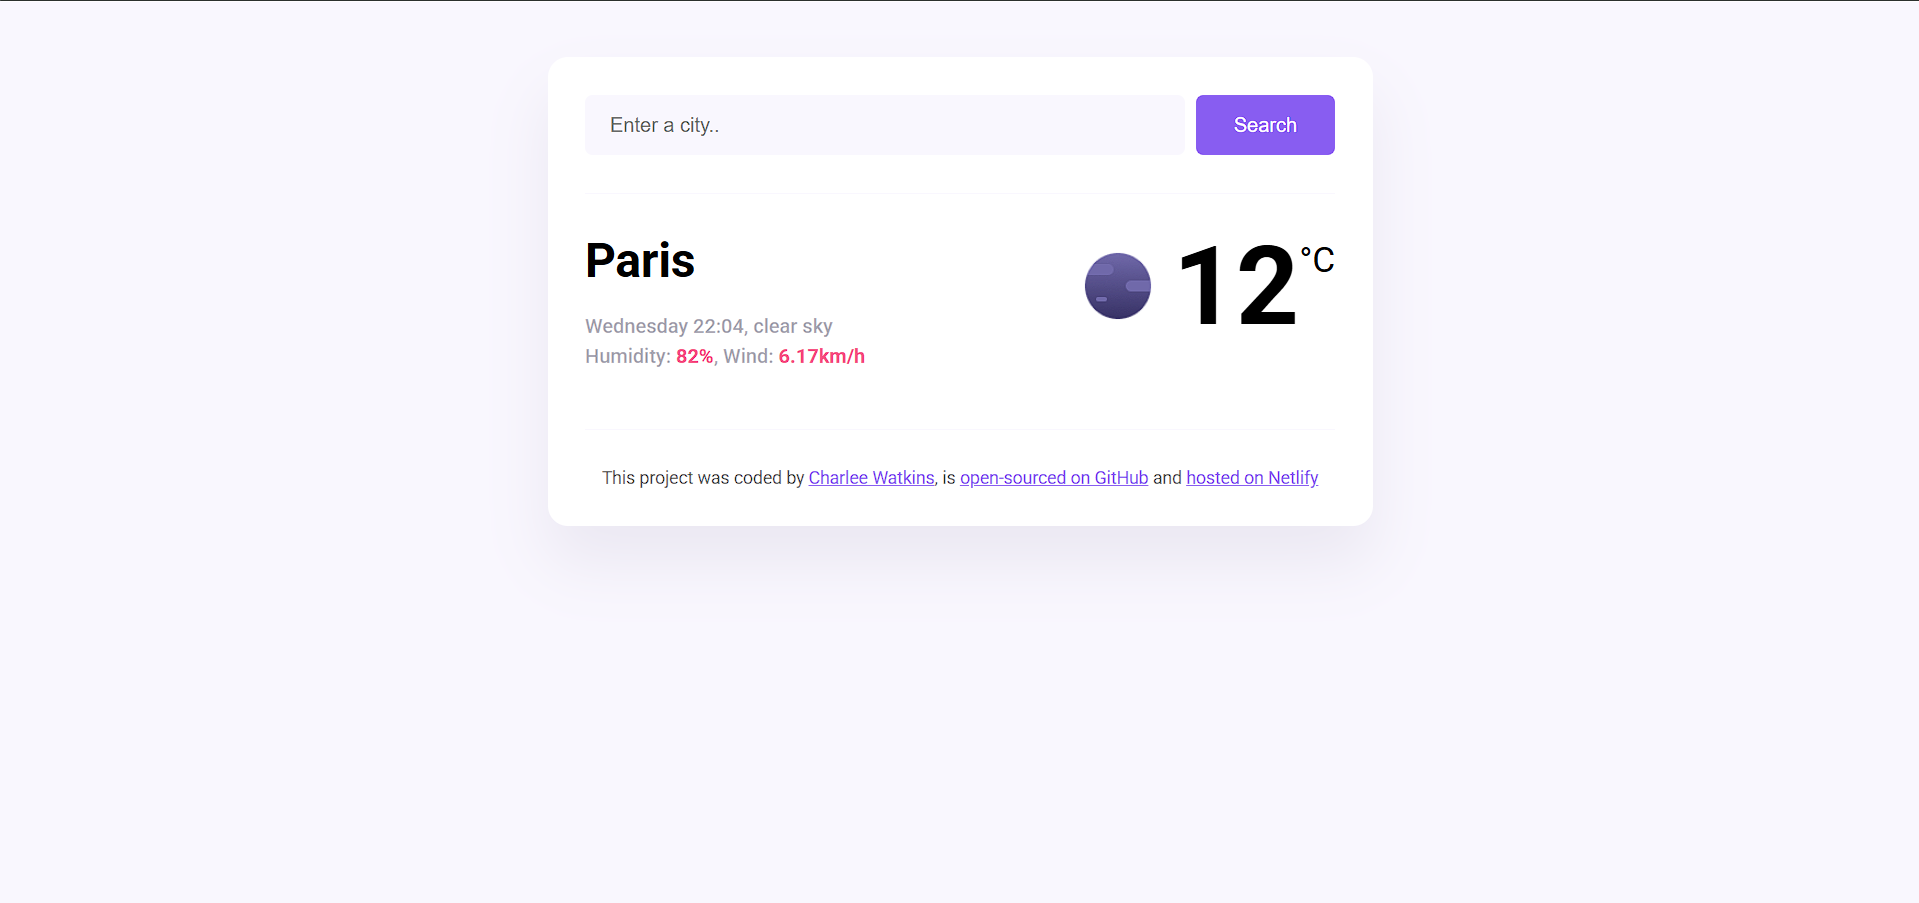 Enter a city..
Search
Paris
12 °C
Wednesday 22:04, clear sky
Humidity: 82%, Wind: 6.17km/h
This project was coded by Charlee Watkins, is open-sourced on GitHub and hosted on Netlify